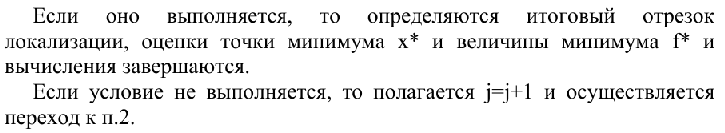 Если оно выполняется, то определяются итоговый отрезок
локализации, оценки точки минимума x* и величины минимума f* и
вычисления завершаются.
Если условие не выполняется, то полагается j=j+1 и осуществляется
переход к п.2.